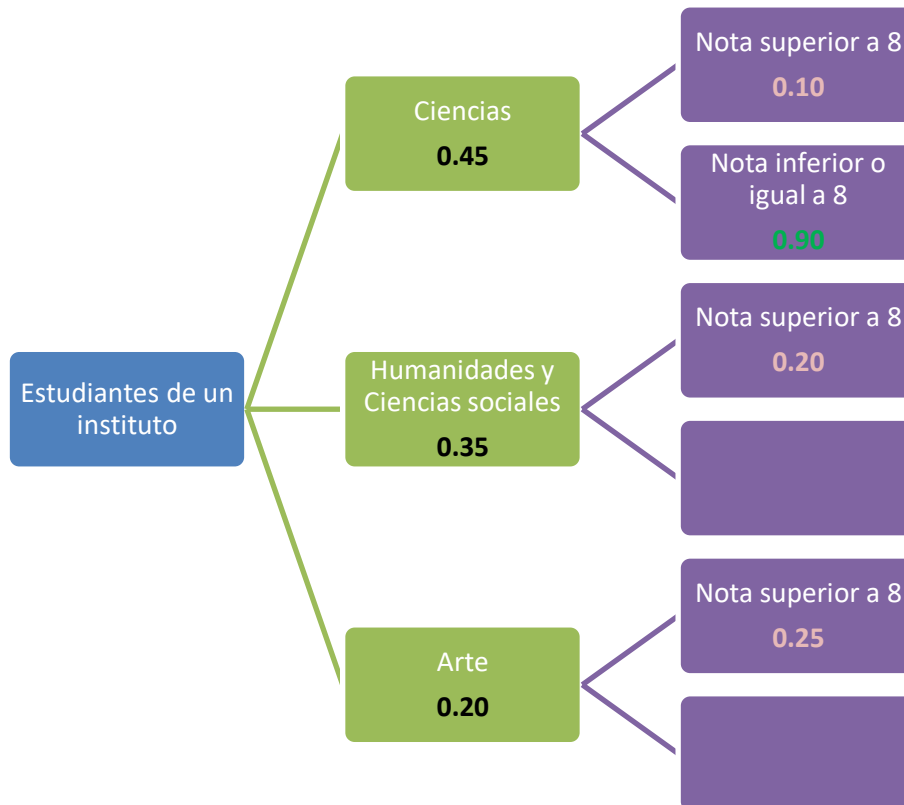 Estudiantes de un
instituto
Ciencias
0.45
Nota superior a 8
0.10
Nota inferior o
igual a 8
0.90
Humanidades y
Ciencias sociales
0.35
Nota superior a 8
0.20
Arte
0.20
Nota superior a 8
0.25